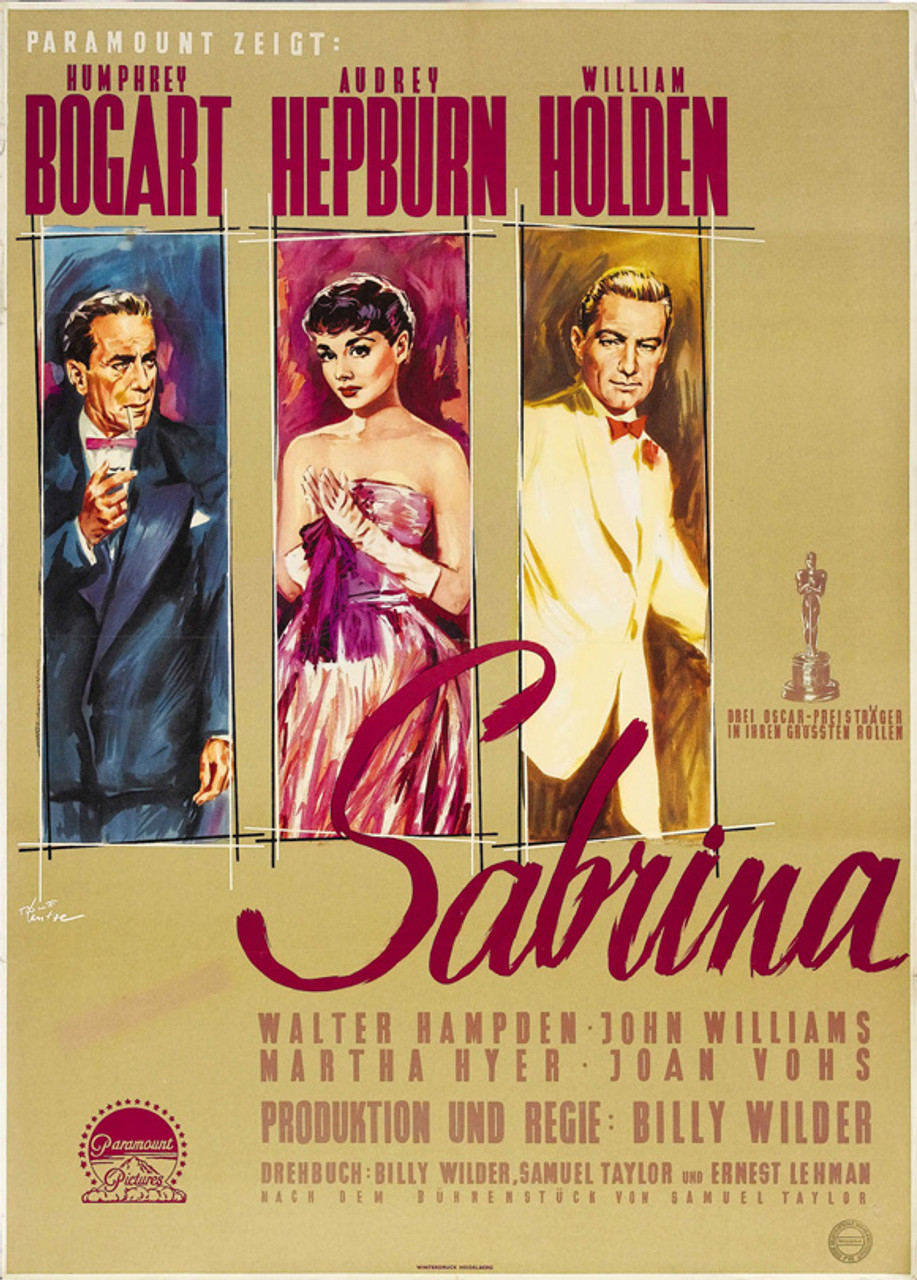 PARAMOUNT ZEIGT:
HUMPHREY
BOGART
AUDREY
HEPBURN
WILLIAM
HOLDEN
DREI OSCAR-PREISTRÄGER
IN IHREN GRÖSSTEN ROLLEN
Sabrina
WALTER HAMPDEN · JOHN WILLIAMS
MARTHA HYER · JOAN VOHS
PRODUKTION UND REGIE: BILLY WILDER
DREHBUCH: BILLY WILDER, SAMUEL TAYLOR UND ERNEST LEHMAN
NACH DEM BÜHNENSTÜCK VON SAMUEL TAYLOR
Paramount
Pictures
WINTERDRUCK HEIDELBERG